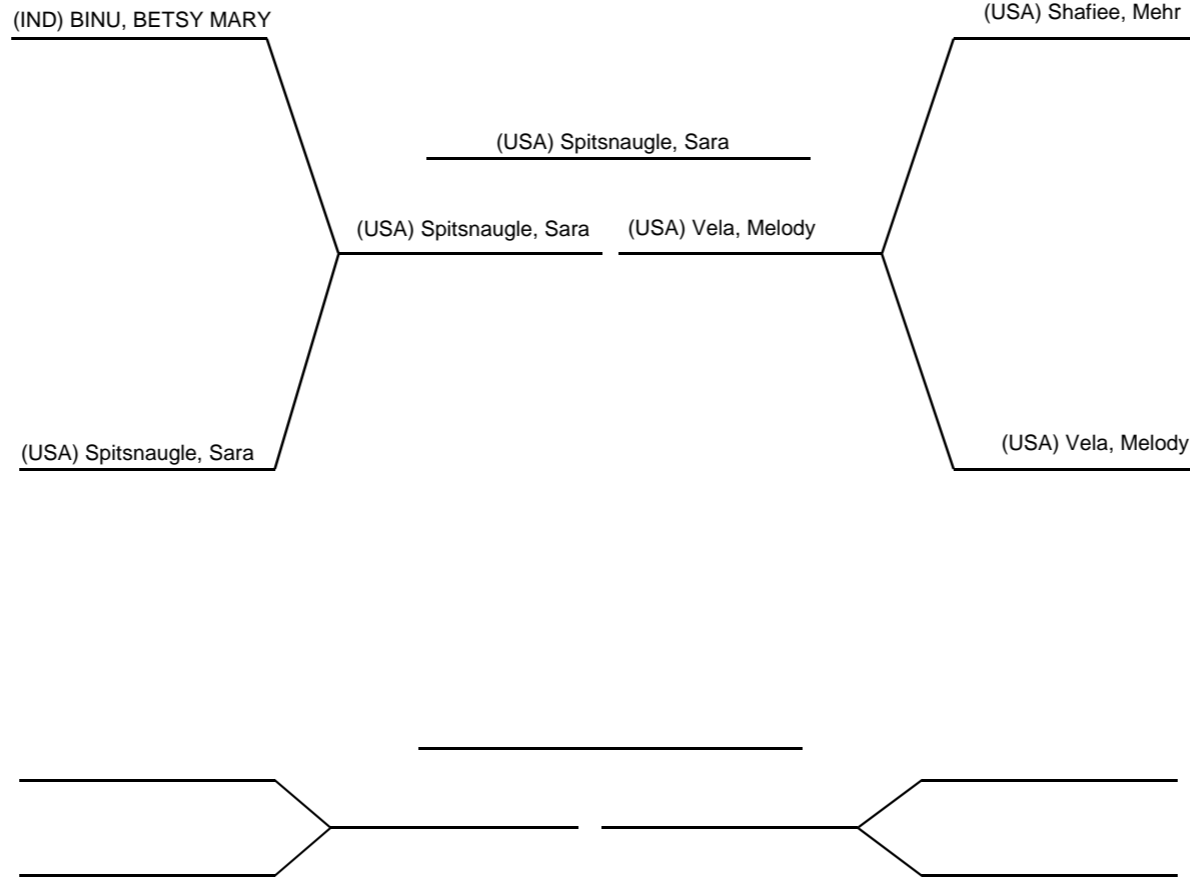 (IND) BINU, BETSY MARY
(USA) Shafiee, Mehr
(USA) Spitsnaugle, Sara
(USA) Spitsnaugle, Sara
(USA) Vela, Melody
(USA) Spitsnaugle, Sara
(USA) Vela, Melody